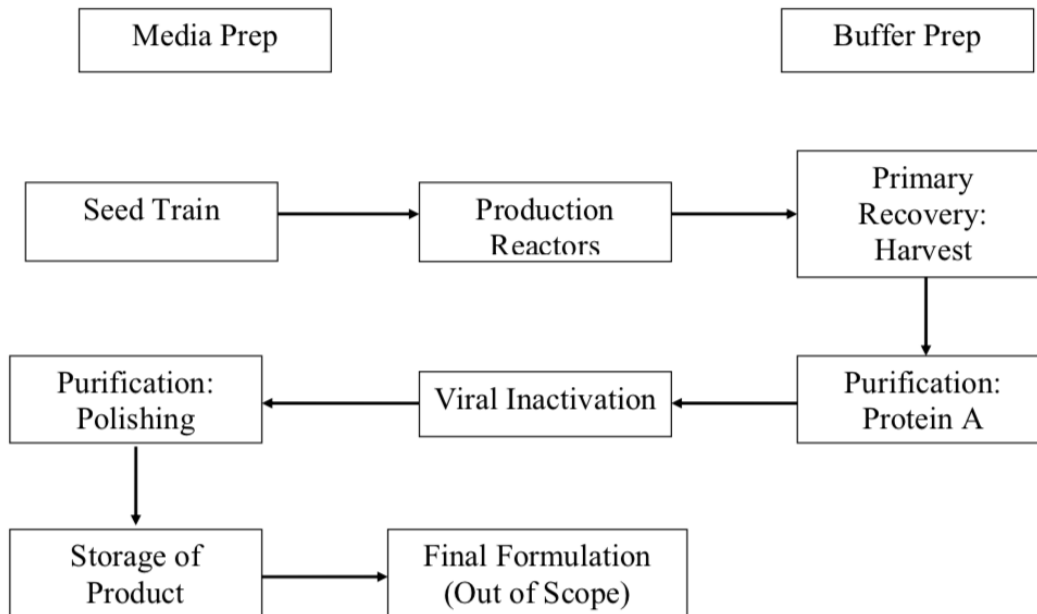 Media Prep
Buffer Prep
Seed Train
Production
Reactors
Primary
Recovery:
Harvest
Purification:
Polishing
Viral Inactivation
Purification:
Protein A
Storage of
Product
Final Formulation
(Out of Scope)